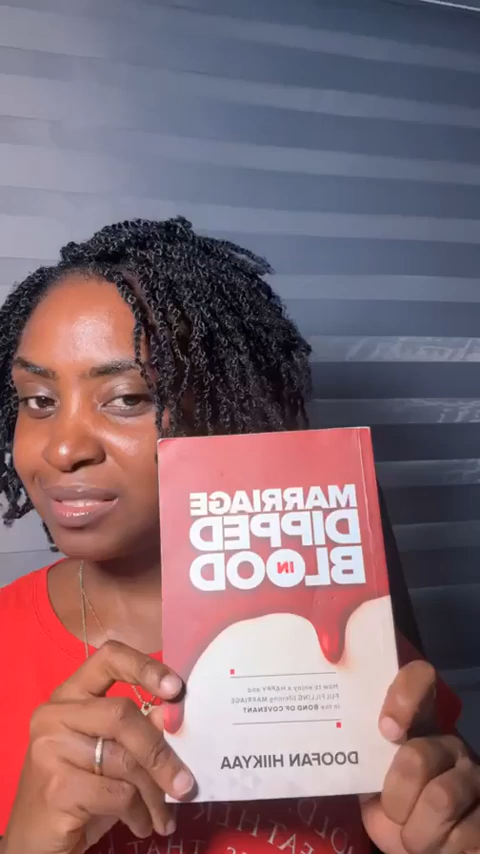 MARRIAGE
DIPPED
IN
BLOOD
How to enjoy a HAPPY and
FULFILLING lifelong MARRIAGE
in the BOND OF COVENANT
DOOFAN HIIKYAA